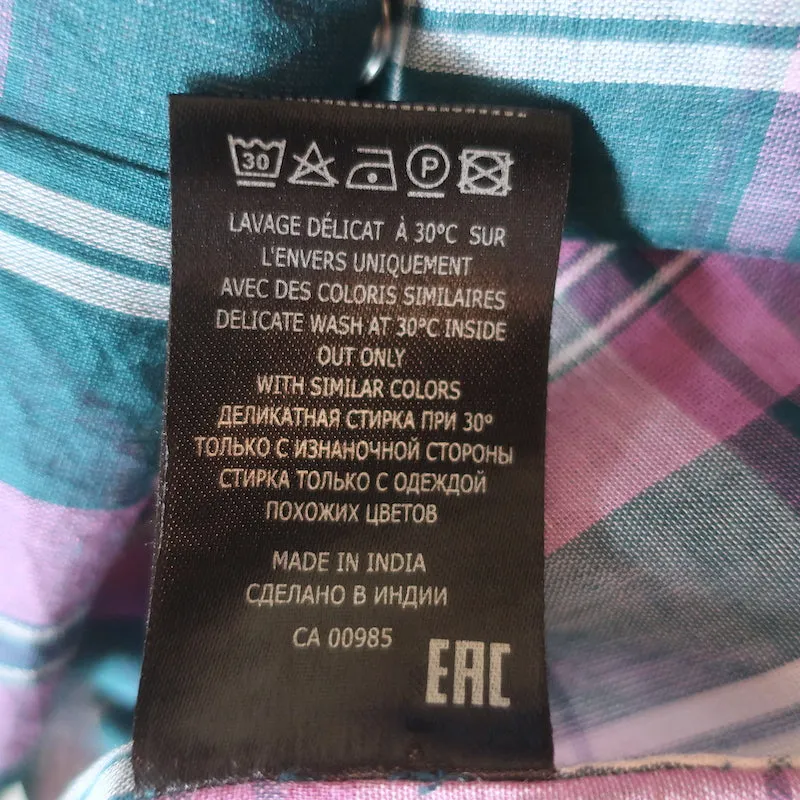 30 P
LAVAGE DÉLICAT À 30°C SUR
L'ENVERS UNIQUEMENT
AVEC DES COLORIS SIMILAIRES
DELICATE WASH AT 30°C INSIDE
OUT ONLY
WITH SIMILAR COLORS
ДЕЛИКАТНАЯ СТИРКА ПРИ 30°
ТОЛЬКО С ИЗНАНОЧНОЙ СТОРОНЫ
СТИРКА ТОЛЬКО С ОДЕЖДОЙ
ПОХОЖИХ ЦВЕТОВ
MADE IN INDIA
СДЕЛАНО В ИНДИИ
CA 00985
EAC